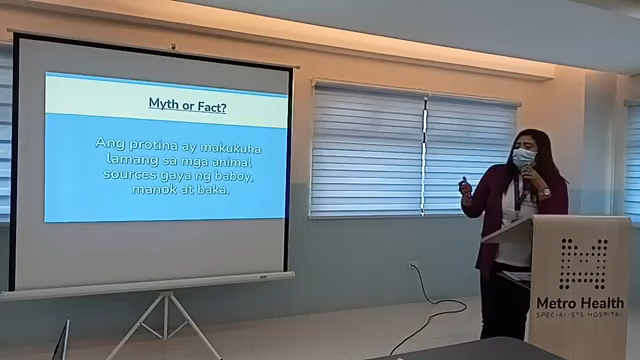 Myth or Fact?
Ang protina ay makukuha
lamang sa mga animal
sources gaya ng baboy,
manok at baka.
Metro Health
SPECIALISTS HOSPITAL